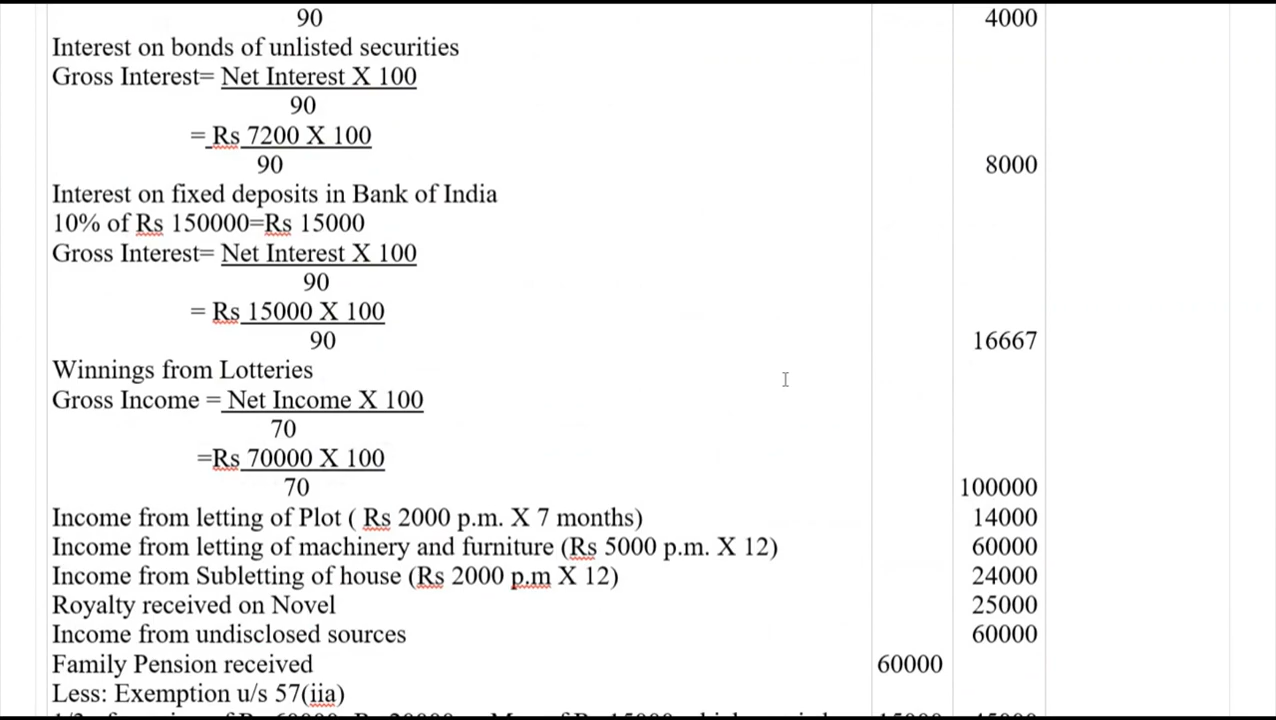 90 4000
Interest on bonds of unlisted securities
Gross Interest= Net Interest X 100
90
= Rs 7200 X 100
90 8000
Interest on fixed deposits in Bank of India
10% of Rs 150000=Rs 15000
Gross Interest= Net Interest X 100
90
= Rs 15000 X 100
90 16667
Winnings from Lotteries
Gross Income = Net Income X 100
70
=Rs 70000 X 100
70 100000
Income from letting of Plot ( Rs 2000 p.m. X 7 months) 14000
Income from letting of machinery and furniture (Rs 5000 p.m. X 12) 60000
Income from Subletting of house (Rs 2000 p.m X 12) 24000
Royalty received on Novel 25000
Income from undisclosed sources 60000
Family Pension received 60000
Less: Exemption u/s 57(iia)